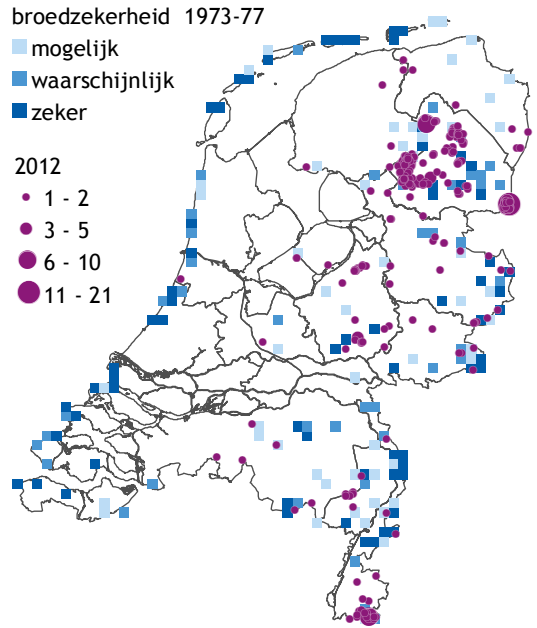 broedzekerheid 1973-77
mogelijk
waarschijnlijk
zeker
2012
1 - 2
3 - 5
6 - 10
11 - 21